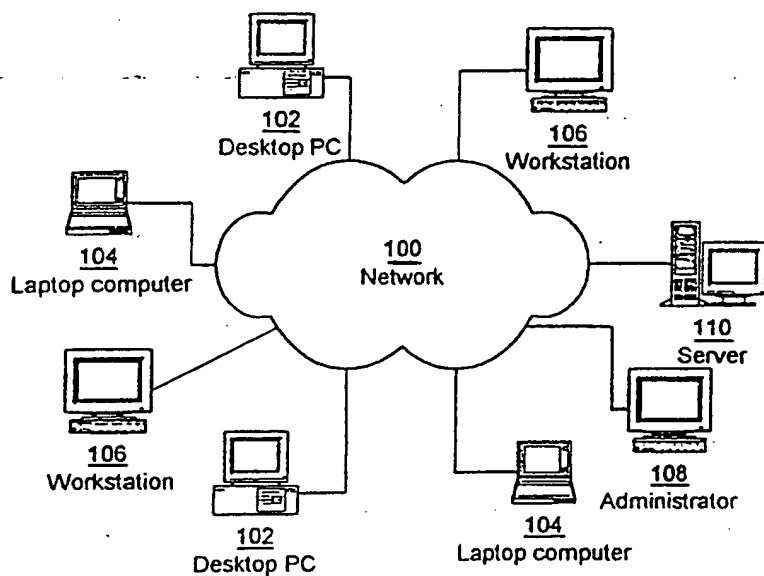 102
Desktop PC
106
Workstation
104
Laptop computer
100
Network
110
Server
106
Workstation
108
Administrator
102
Desktop PC
104
Laptop computer